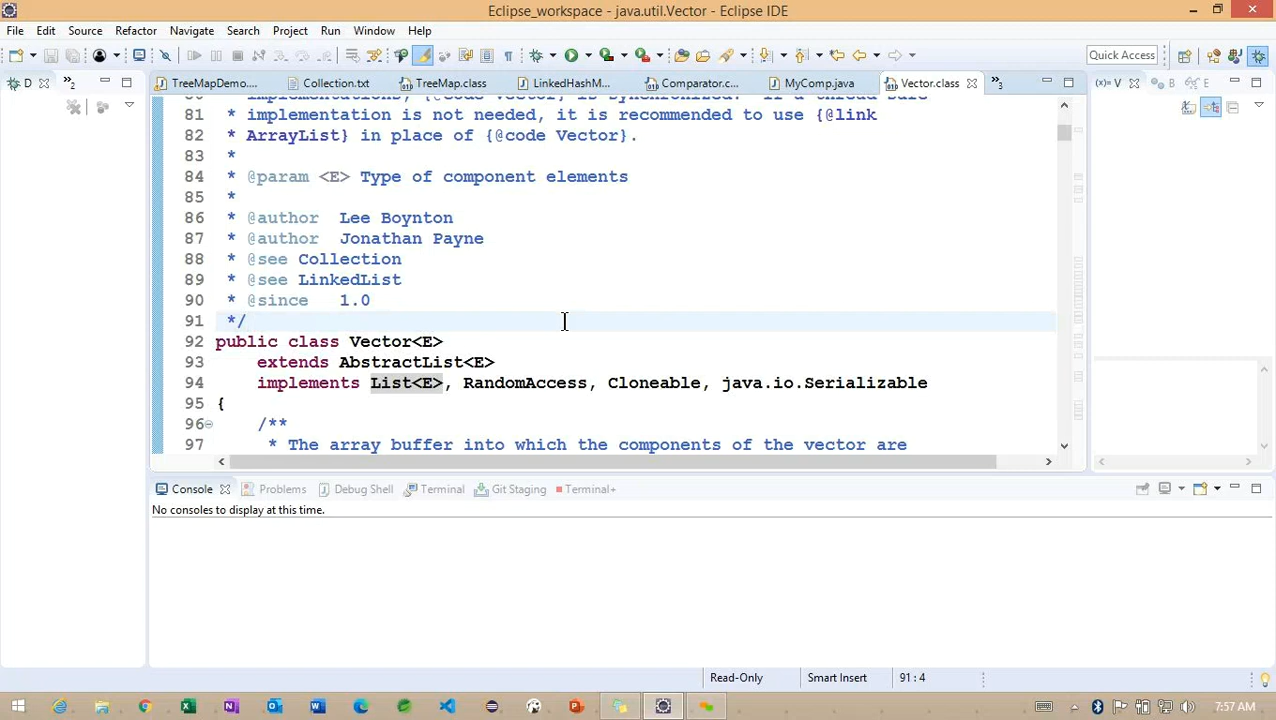 Eclipse_workspace - java.util.Vector - Eclipse IDE
File Edit Source Refactor Navigate Search Project Run Window Help
Quick Access
D »2 TreeMapDemo.... Collection.txt TreeMap.class LinkedHashM... Comparator.c... MyComp.java Vector.class »3 (x)= V B E
81 * implementation is not needed, it is recommended to use {@link
82 * ArrayList} in place of {@code Vector}.
83 *
84 * @param <E> Type of component elements
85 *
86 * @author Lee Boynton
87 * @author Jonathan Payne
88 * @see Collection
89 * @see LinkedList
90 * @since 1.0
91 */
92 public class Vector<E>
93 extends AbstractList<E>
94 implements List<E>, RandomAccess, Cloneable, java.io.Serializable
95 {
96 /**
97 * The array buffer into which the components of the vector are
Console Problems Debug Shell Terminal Git Staging Terminal+
No consoles to display at this time.
Read-Only Smart Insert 91 : 4
7:57 AM